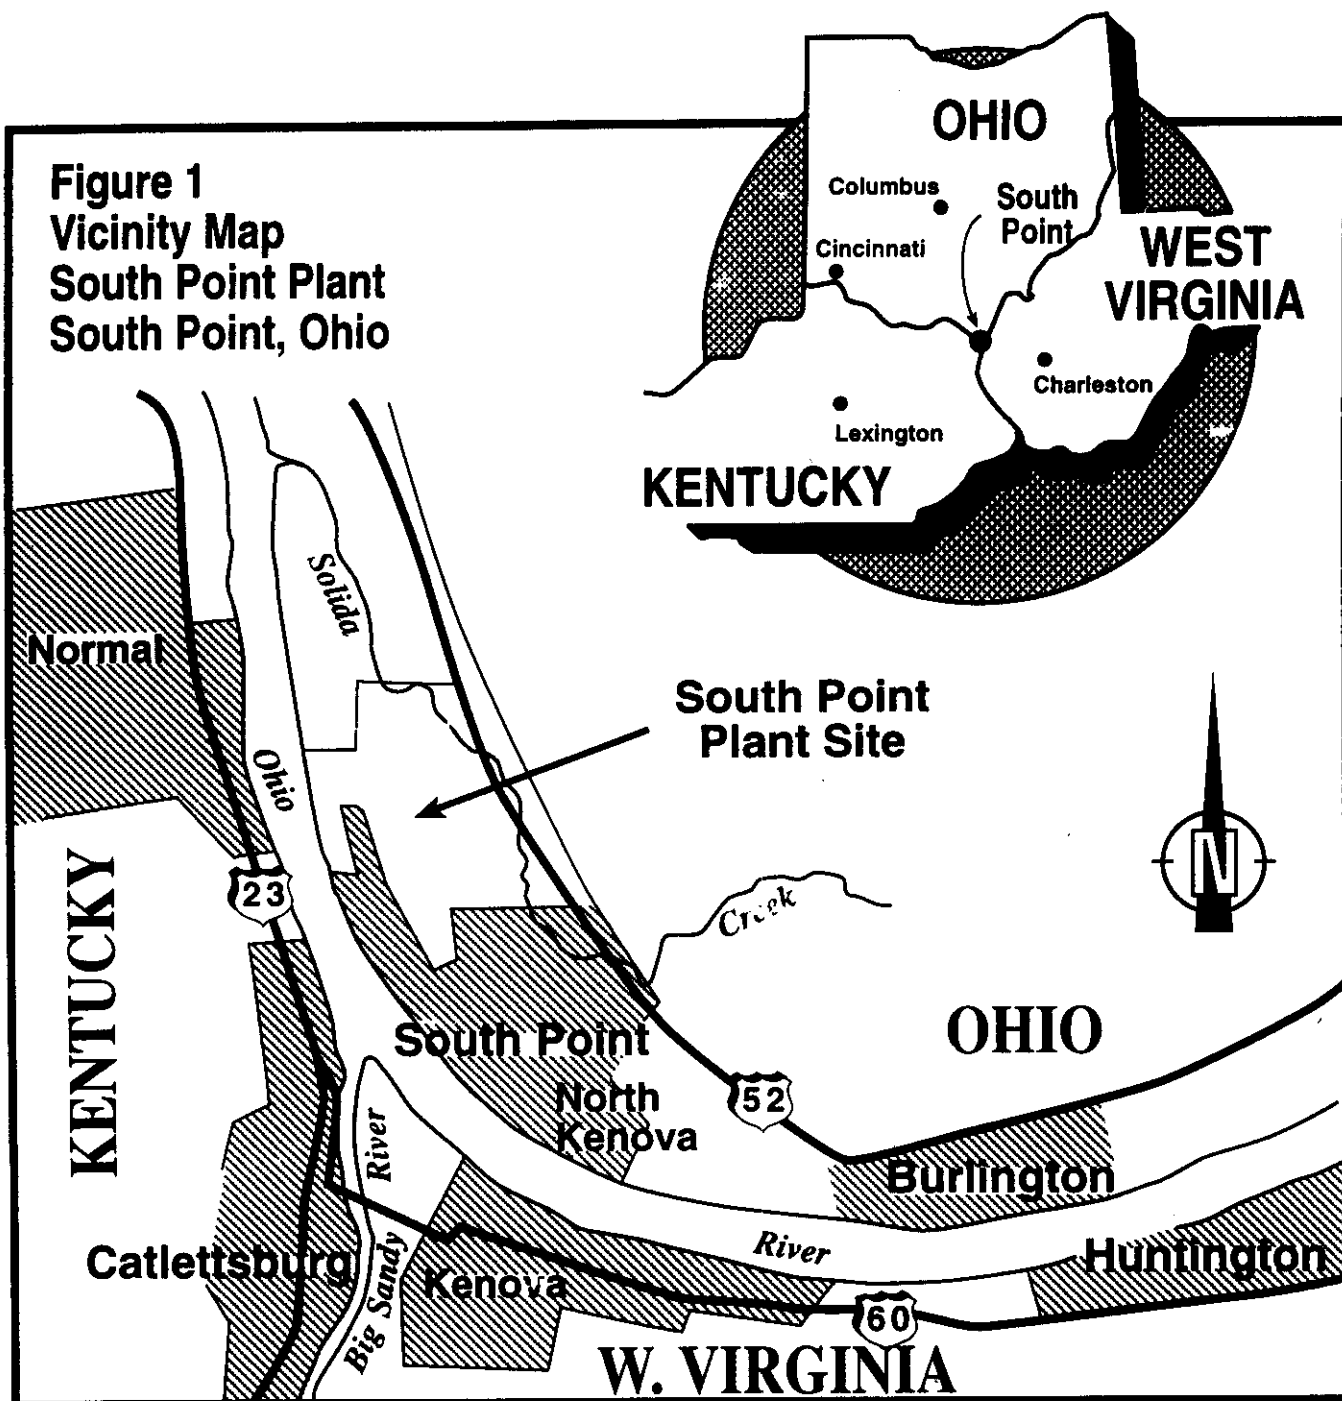 Figure 1
Vicinity Map
South Point Plant
South Point, Ohio
OHIO
Columbus
South
Point
Cincinnati
WEST
VIRGINIA
Charleston
Lexington
KENTUCKY
Solida
Normal
South Point
Plant Site
Ohio
N
23
KENTUCKY
Creek
OHIO
South Point
52
North
Kenova
River
Burlington
River
Huntington
Catlettsburg
Kenova
Big Sandy
60
W. VIRGINIA